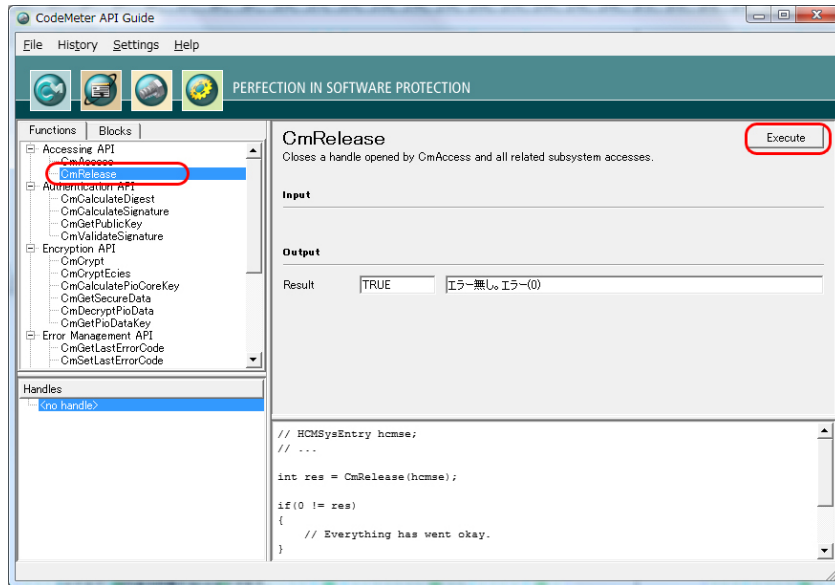 CodeMeter API Guide
File History Settings Help
PERFECTION IN SOFTWARE PROTECTION
Functions Blocks
Accessing API
CmAccess
CmRelease
Authentication API
CmCalculateDigest
CmCalculateSignature
CmGetPublicKey
CmValidateSignature
Encryption API
CmCrypt
CmCryptEcies
CmCalculatePioCoreKey
CmGetSecureData
CmDecryptPioData
CmGetPioDataKey
Error Management API
CmGetLastErrorCode
CmSetLastErrorCode
Handles
<no handle>
CmRelease
Execute
Closes a handle opened by CmAccess and all related subsystem accesses.
Input
Output
Result TRUE エラー無し。エラー(0)
// HCMSysEntry hcmse;
// ...
int res = CmRelease(hcmse);
if(0 != res)
{
// Everything has went okay.
}